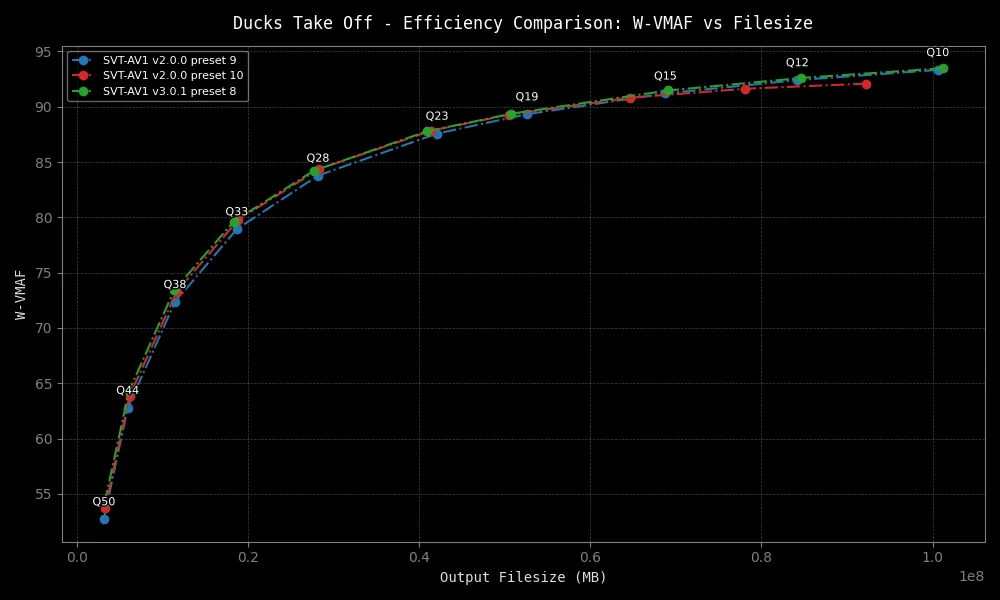 Ducks Take Off - Efficiency Comparison: W-VMAF vs Filesize
SVT-AV1 v2.0.0 preset 9
SVT-AV1 v2.0.0 preset 10
SVT-AV1 v3.0.1 preset 8
95
90
85
80
75
70
65
60
55
W-VMAF
Q10
Q12
Q15
Q19
Q23
Q28
Q33
Q38
Q44
Q50
0.0 0.2 0.4 0.6 0.8 1.0
1e8
Output Filesize (MB)